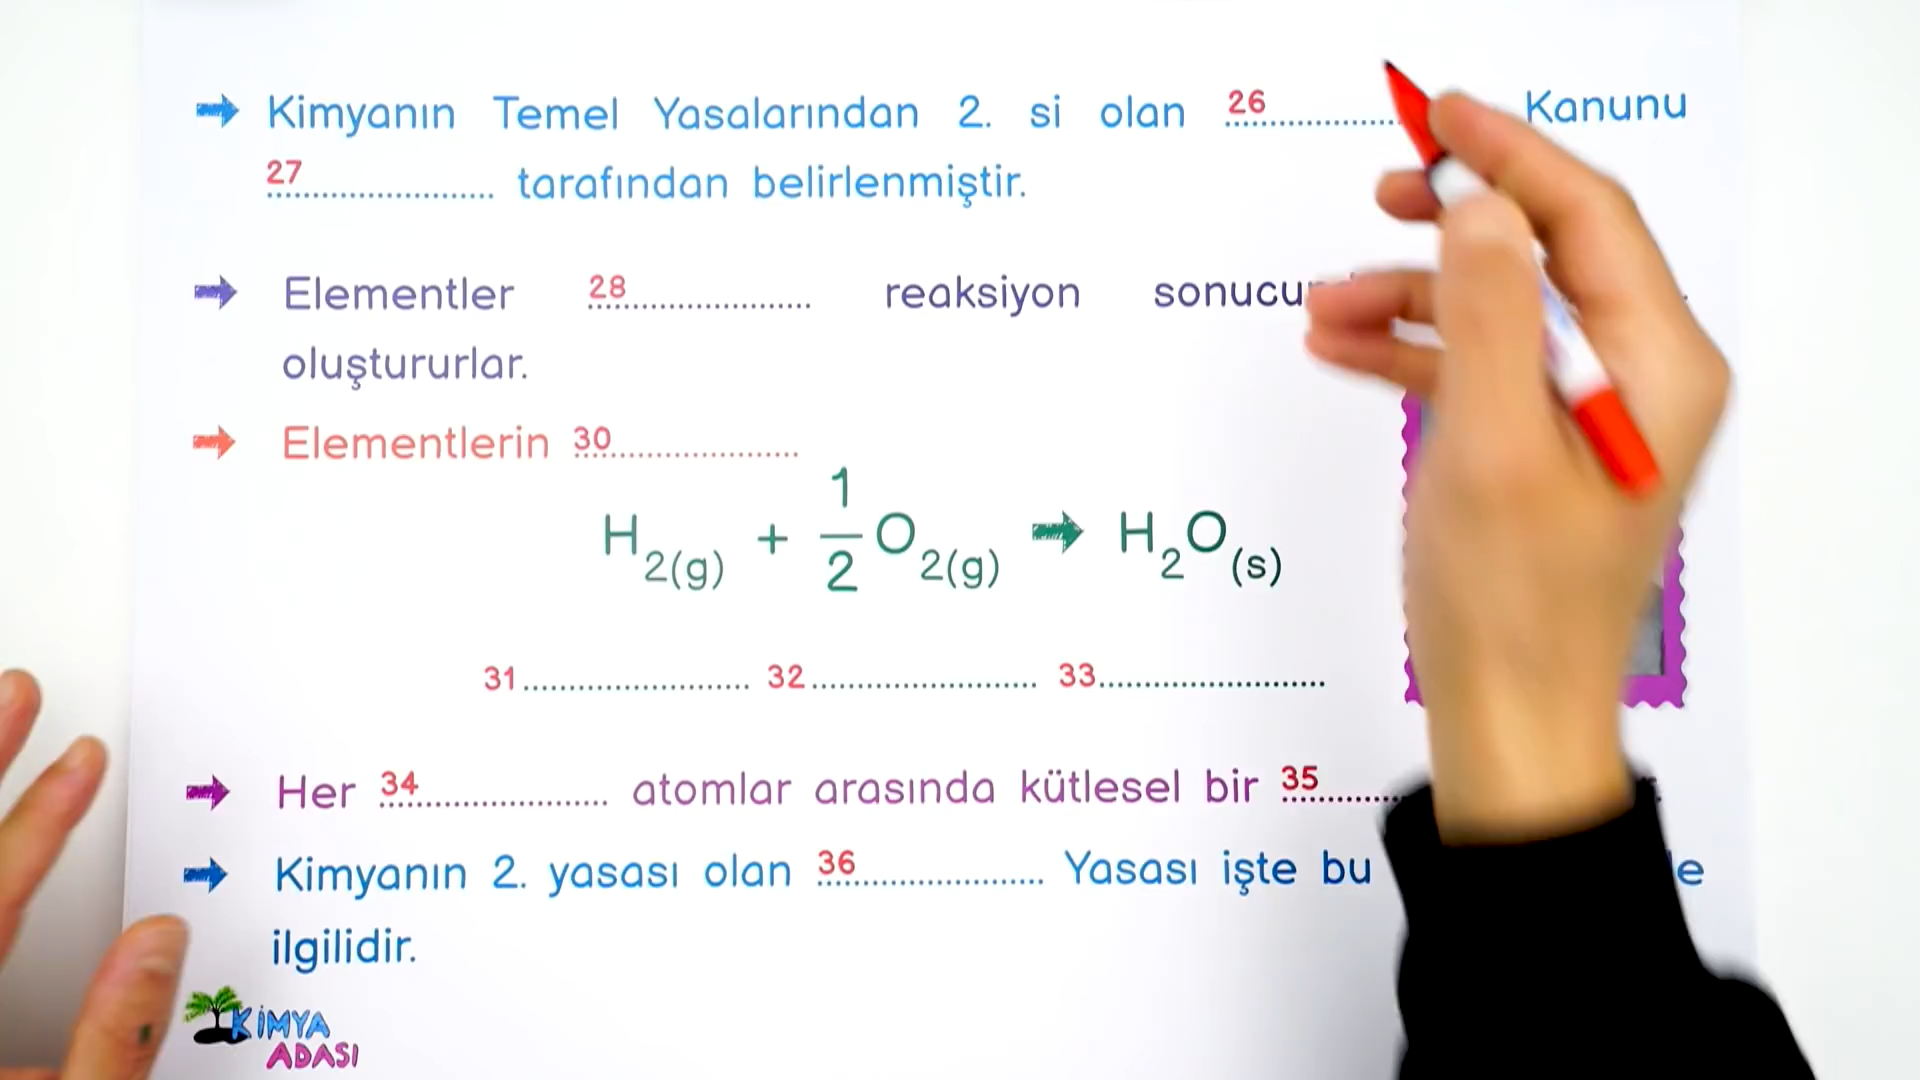 Kimyanın Temel Yasalarından 2. si olan 26.................... Kanunu
27......................... tarafından belirlenmiştir.
Elementler 28........................ reaksiyon
oluştururlar.
Elementlerin 30.........................
H2(g) + 1/2 O2(g) → H2O(s)
31......................... 32......................... 33.........................
Her 34......................... atomlar arasında kütlesel bir 35.............
Kimyanın 2. yasası olan 36......................... Yasası işte bu
ilgilidir.
KİMYA
ADASI